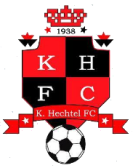 1938
K H
F C
K. Hechtel FC